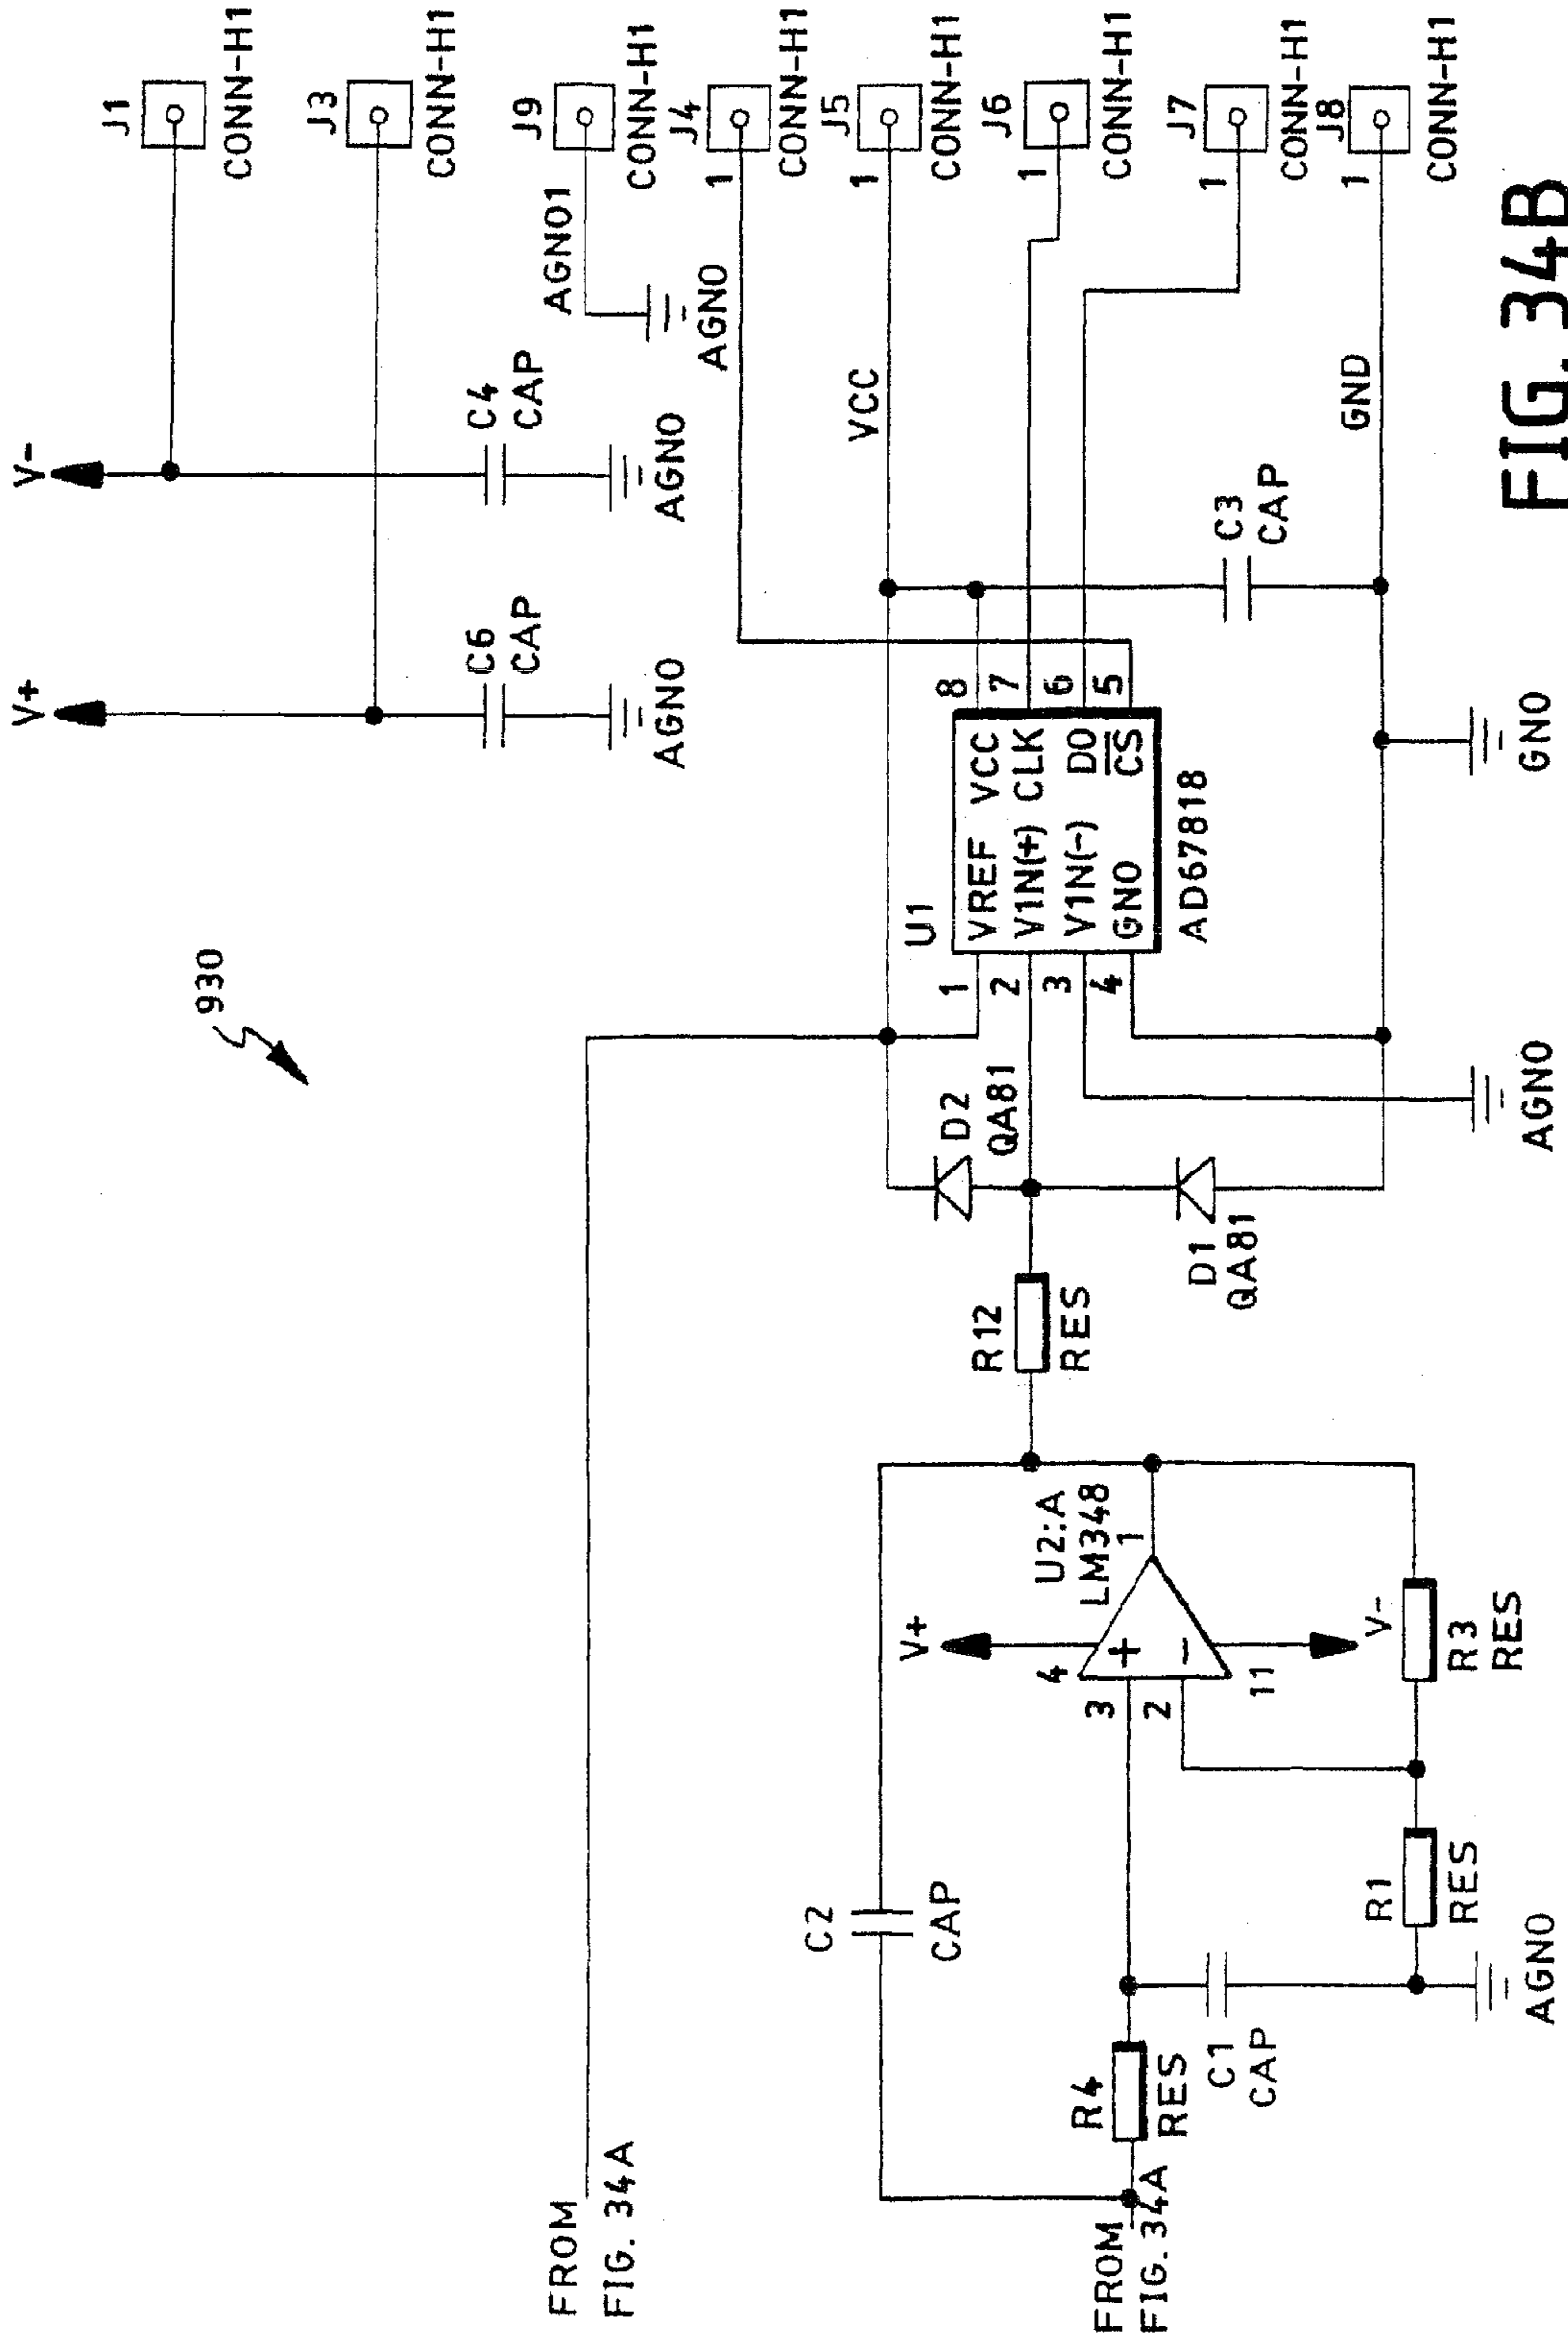 V+
V-
J1
CONN-H1
J3
CONN-H1
C6
CAP
C4
CAP
AGNO
AGNO
930
AGNO1
J9
CONN-H1
FROM
FIG. 34A
AGNO
J4
1
CONN-H1
VCC
J5
1
CONN-H1
J6
1
CONN-H1
J7
1
CONN-H1
GND
J8
1
CONN-H1
C2
CAP
U1
VREF VCC
V1N(+) CLK
V1N(-) DO
GNO CS
1
2
3
4
8
7
6
5
AD67818
D2
QA81
R12
RES
D1
QA81
C3
CAP
V+
U2:A
LM348
4
3
2
1
11
+
−
V-
FROM
FIG. 34A
R4
RES
C1
CAP
R1
RES
R3
RES
AGNO
AGNO
GNO
FIG. 34B